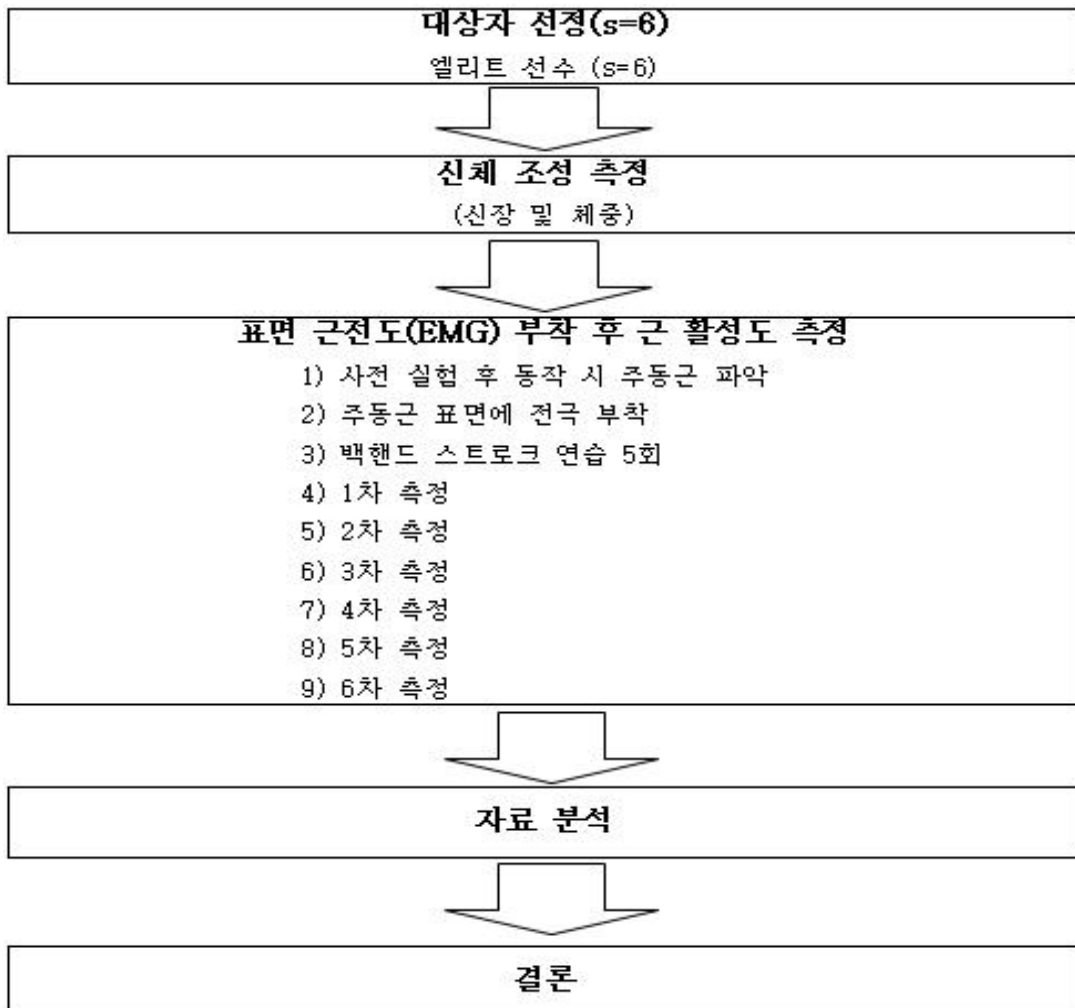 대상자 선정(s=6)
엘리트 선수 (s=6)
신체 조성 측정
(신장 및 체중)
표면 근전도(EMG) 부착 후 근 활성도 측정
1) 사전 실험 후 동작 시 주동근 파악
2) 주동근 표면에 전극 부착
3) 백핸드 스트로크 연습 5회
4) 1차 측정
5) 2차 측정
6) 3차 측정
7) 4차 측정
8) 5차 측정
9) 6차 측정
자료 분석
결론